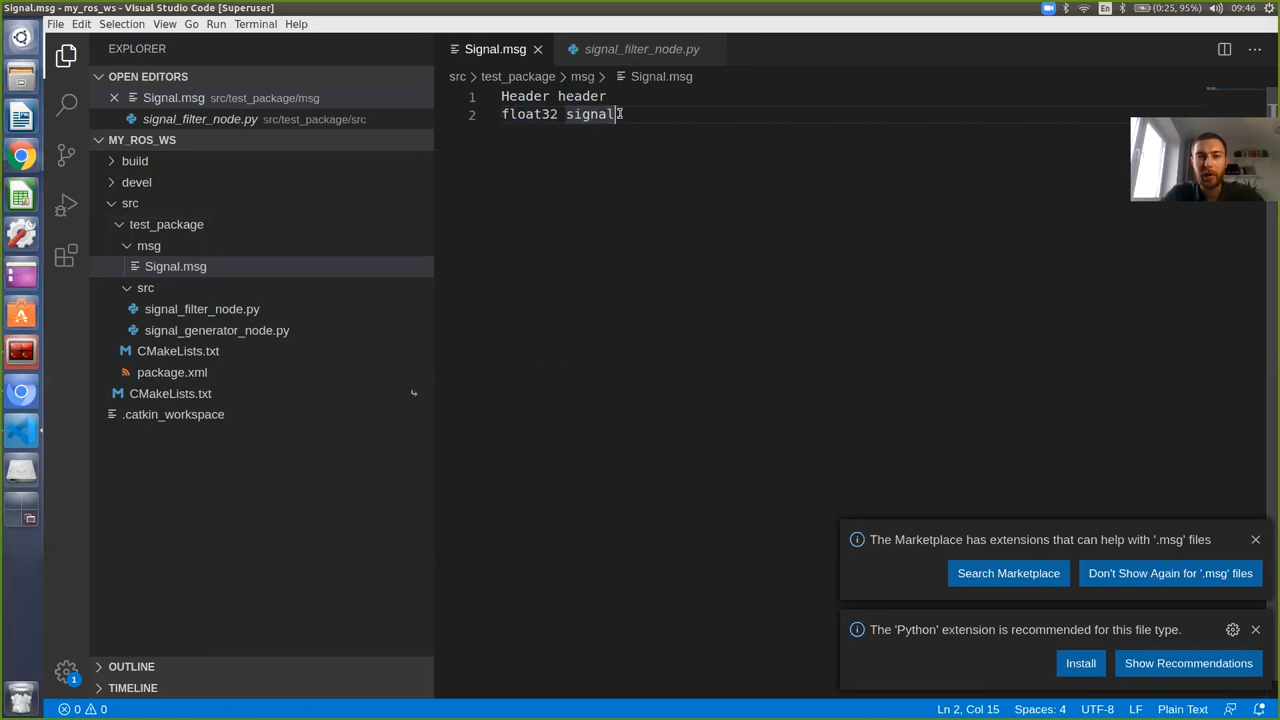 Signal.msg - my_ros_ws - Visual Studio Code [Superuser]
En
(0:25, 95%)
09:46
File Edit Selection View Go Run Terminal Help
EXPLORER
OPEN EDITORS
Signal.msg src/test_package/msg
signal_filter_node.py src/test_package/src
MY_ROS_WS
build
devel
src
test_package
msg
Signal.msg
src
signal_filter_node.py
signal_generator_node.py
CMakeLists.txt
package.xml
CMakeLists.txt
.catkin_workspace
OUTLINE
TIMELINE
Signal.msg
signal_filter_node.py
src > test_package > msg > Signal.msg
1 Header header
2 float32 signal
The Marketplace has extensions that can help with '.msg' files
Search Marketplace
Don't Show Again for '.msg' files
The 'Python' extension is recommended for this file type.
Install
Show Recommendations
1
0 0
Ln 2, Col 15
Spaces: 4
UTF-8
LF
Plain Text